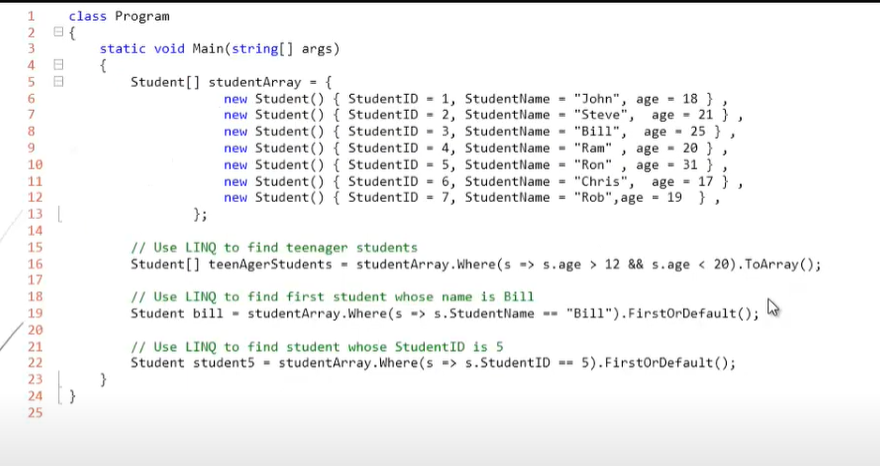 1 class Program
2 {
3 static void Main(string[] args)
4 {
5 Student[] studentArray = {
6 new Student() { StudentID = 1, StudentName = "John", age = 18 } ,
7 new Student() { StudentID = 2, StudentName = "Steve", age = 21 } ,
8 new Student() { StudentID = 3, StudentName = "Bill", age = 25 } ,
9 new Student() { StudentID = 4, StudentName = "Ram" , age = 20 } ,
10 new Student() { StudentID = 5, StudentName = "Ron" , age = 31 } ,
11 new Student() { StudentID = 6, StudentName = "Chris", age = 17 } ,
12 new Student() { StudentID = 7, StudentName = "Rob",age = 19 } ,
13 };
14
15 // Use LINQ to find teenager students
16 Student[] teenAgerStudents = studentArray.Where(s => s.age > 12 && s.age < 20).ToArray();
17
18 // Use LINQ to find first student whose name is Bill
19 Student bill = studentArray.Where(s => s.StudentName == "Bill").FirstOrDefault();
20
21 // Use LINQ to find student whose StudentID is 5
22 Student student5 = studentArray.Where(s => s.StudentID == 5).FirstOrDefault();
23 }
24 }
25